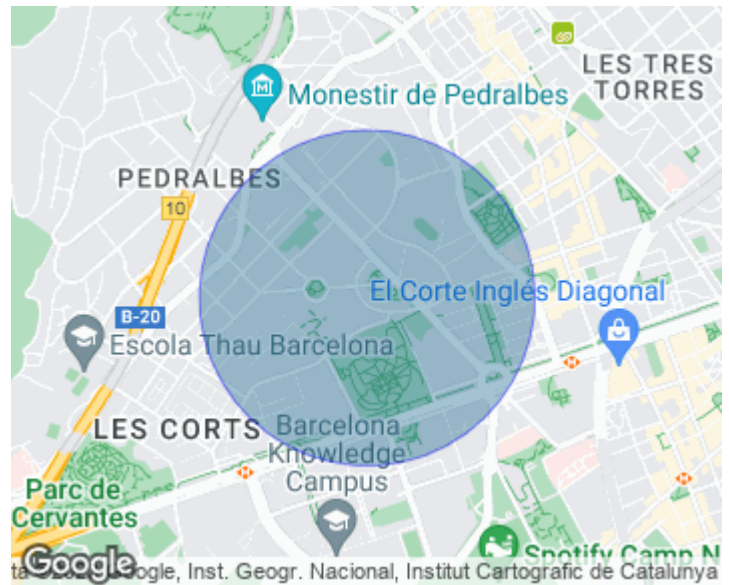 LES TRES
TORRES
Monestir de Pedralbes
PEDRALBES
10
El Corte Inglés Diagonal
B-20
Escola Thau Barcelona
LES CORTS
Barcelona
Knowledge
Campus
Parc de
Cervantes
Spotify Camp N
Google
ogle, Inst. Geogr. Nacional, Institut Cartogràfic de Catalunya